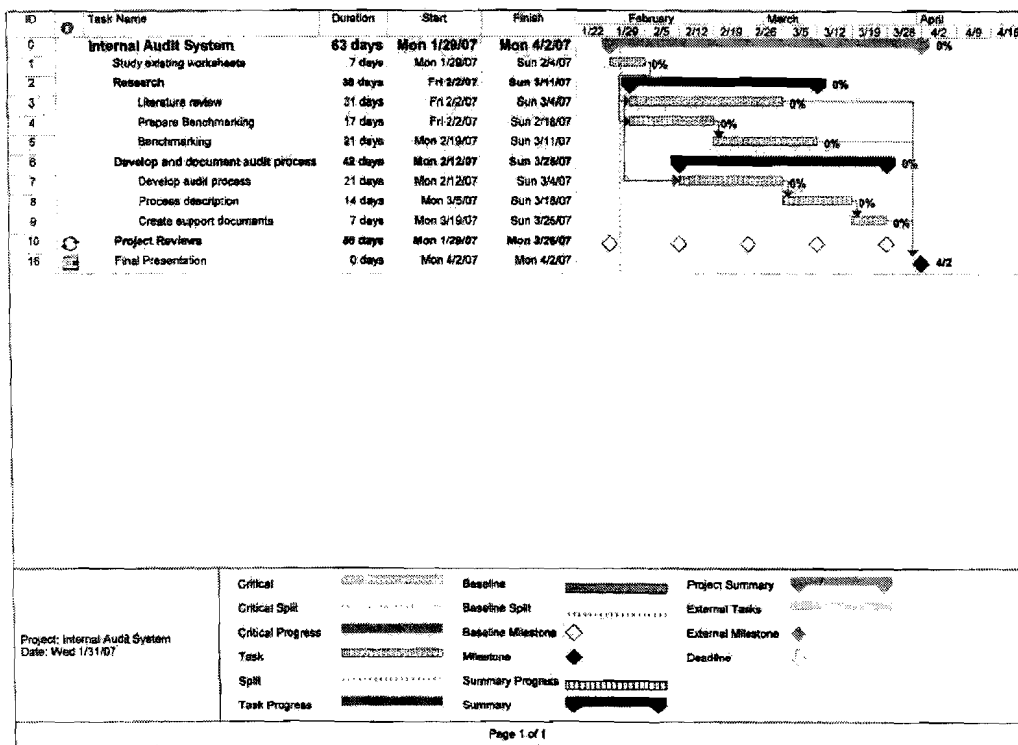 ID Task Name Duration Start Finish February March April
1/22 1/29 2/5 2/12 2/19 2/26 3/5 3/12 3/19 3/26 4/2 4/9 4/16
0 Internal Audit System 63 days Mon 1/29/07 Mon 4/2/07 0%
1 Study existing worksheets 7 days Mon 1/29/07 Sun 2/4/07 0%
2 Research 38 days Fri 2/2/07 Sun 3/11/07 0%
3 Literature review 31 days Fri 2/2/07 Sun 3/4/07 0%
4 Prepare Benchmarking 17 days Fri 2/2/07 Sun 2/18/07 0%
5 Benchmarking 21 days Mon 2/19/07 Sun 3/11/07 0%
6 Develop and document audit process 42 days Mon 2/12/07 Sun 3/25/07 0%
7 Develop audit process 21 days Mon 2/12/07 Sun 3/4/07 0%
8 Process description 14 days Mon 3/5/07 Sun 3/18/07 0%
9 Create support documents 7 days Mon 3/19/07 Sun 3/25/07 0%
10 Project Reviews days Mon 1/29/07 Mon 3/26/07
16 Final Presentation 0 days Mon 4/2/07 Mon 4/2/07 4/2
Project: Internal Audit System
Date: Wed 1/31/07
Critical Baseline Project Summary
Critical Split Baseline Split External Tasks
Critical Progress Baseline Milestone External Milestone
Task Milestone Deadline
Split Summary Progress
Task Progress Summary
Page 1 of 1